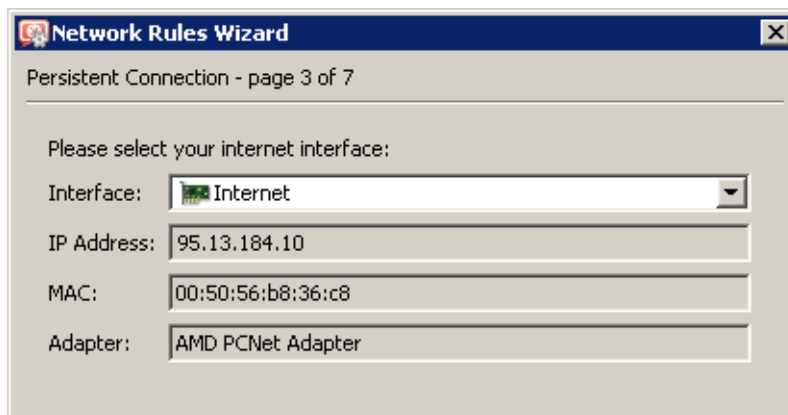 Network Rules Wizard
Persistent Connection - page 3 of 7
Please select your internet interface:
Interface: Internet
IP Address: 95.13.184.10
MAC: 00:50:56:b8:36:c8
Adapter: AMD PCNet Adapter